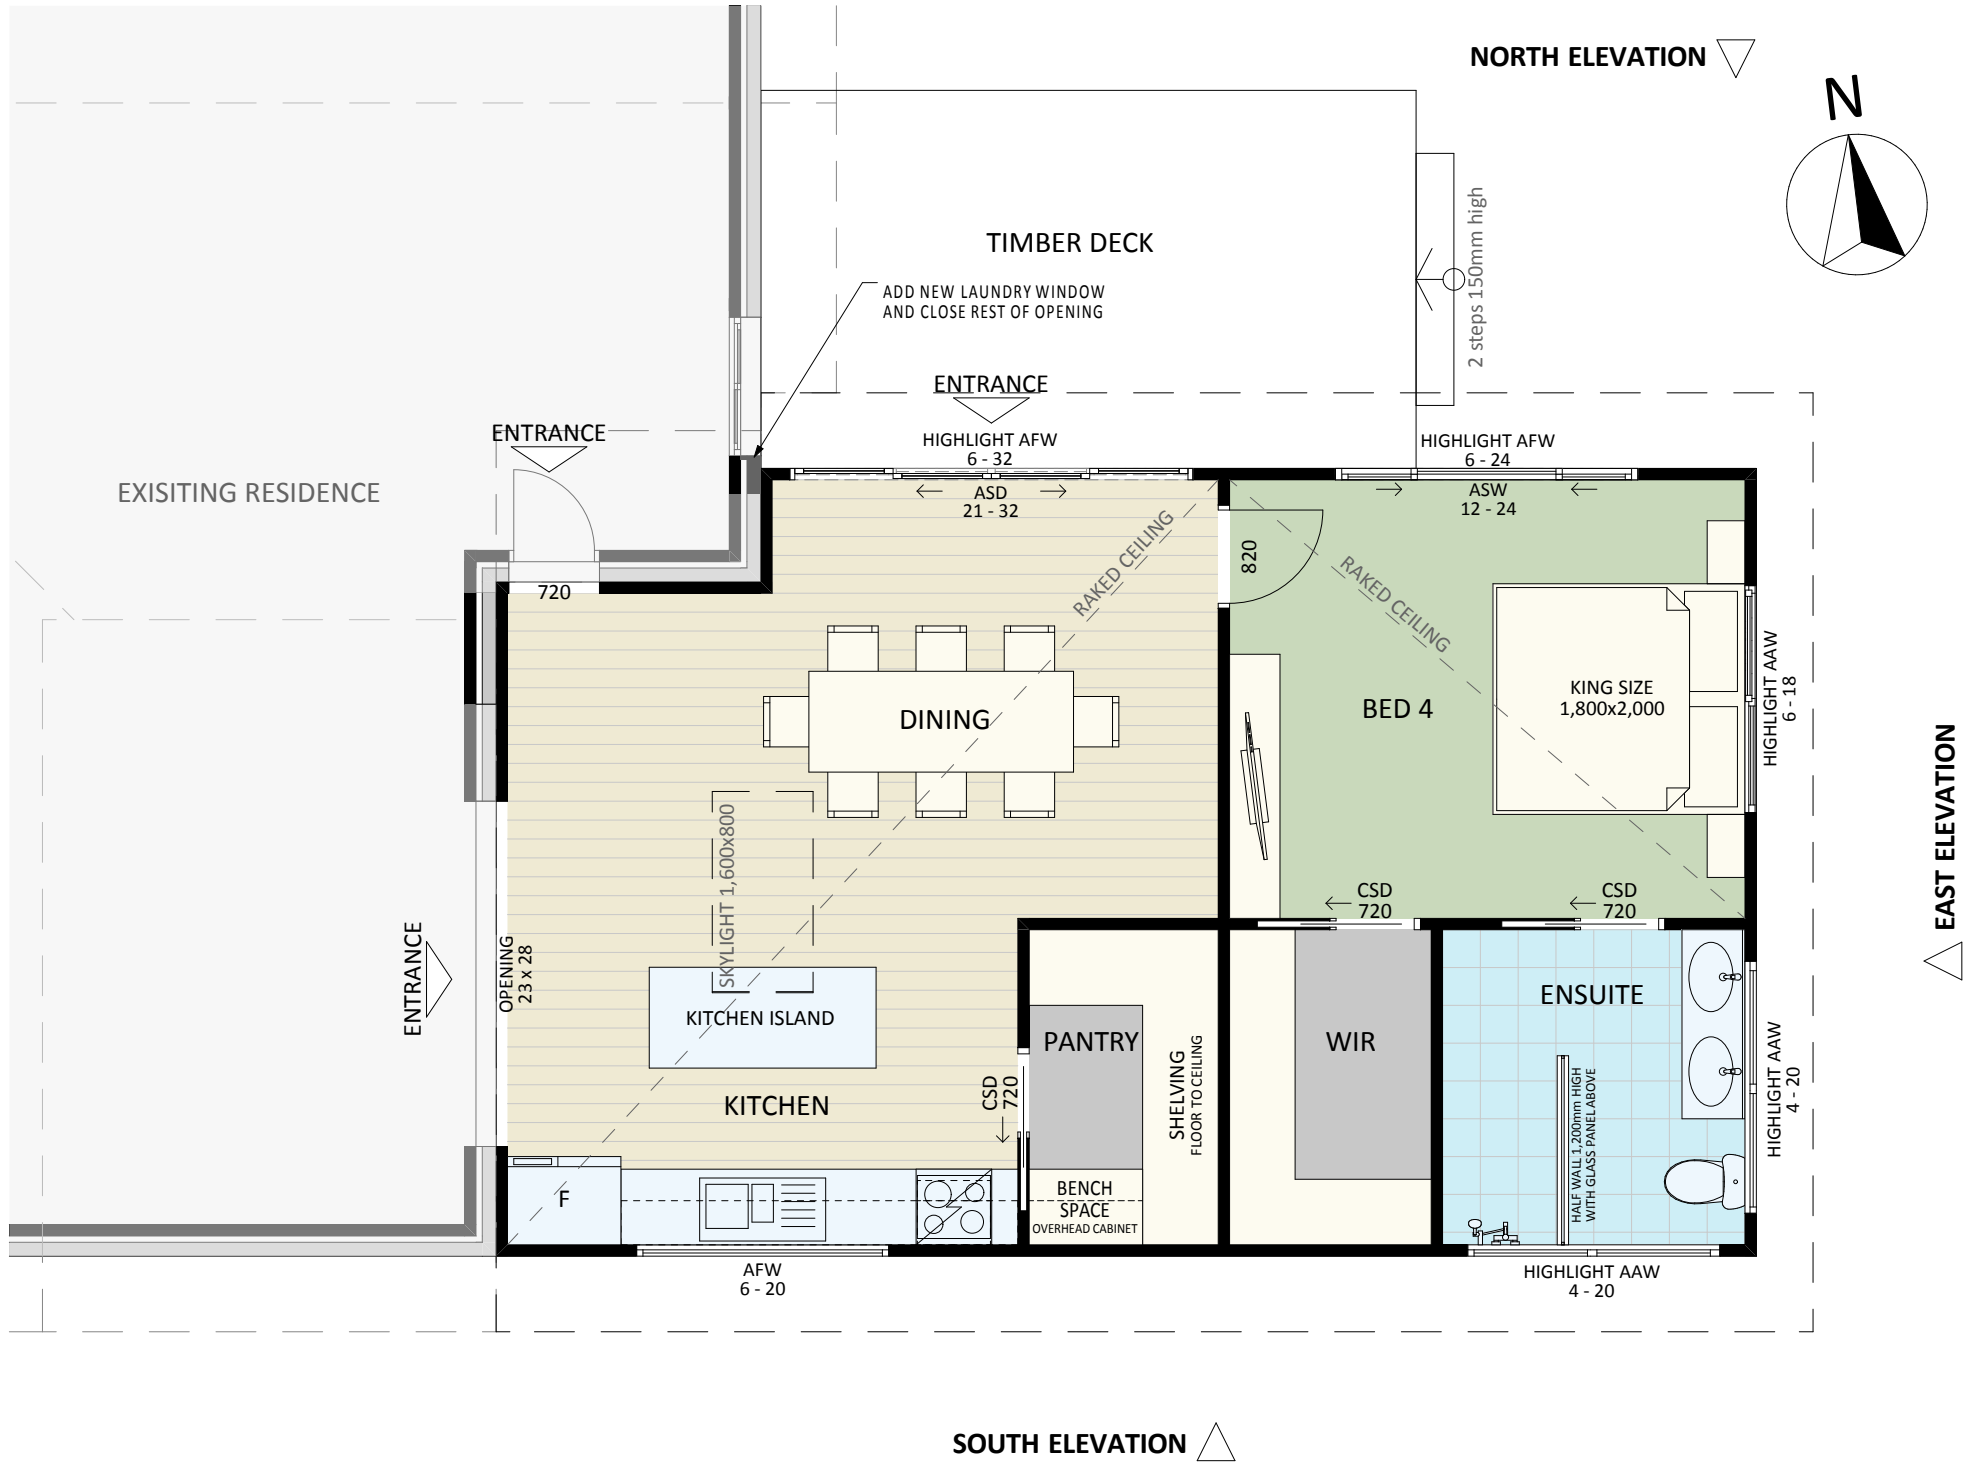 NORTH ELEVATION
N
TIMBER DECK
2 steps 150mm high
ADD NEW LAUNDRY WINDOW
AND CLOSE REST OF OPENING
ENTRANCE
ENTRANCE
HIGHLIGHT AFW
6 - 32
HIGHLIGHT AFW
6 - 24
EXISITING RESIDENCE
ASD
21 - 32
ASW
12 - 24
RAKED CEILING
820
RAKED CEILING
720
KING SIZE
1,800x2,000
HIGHLIGHT AAW
6 - 18
BED 4
DINING
SKYLIGHT 1,600x800
EAST ELEVATION
CSD
720
CSD
720
ENTRANCE
OPENING
23 x 28
KITCHEN ISLAND
ENSUITE
PANTRY
WIR
SHELVING
FLOOR TO CEILING
HIGHLIGHT AAW
4 - 20
CSD
720
KITCHEN
HALF WALL 1,200mm HIGH
WITH GLASS PANEL ABOVE
F
BENCH
SPACE
OVERHEAD CABINET
AFW
6 - 20
HIGHLIGHT AAW
4 - 20
SOUTH ELEVATION